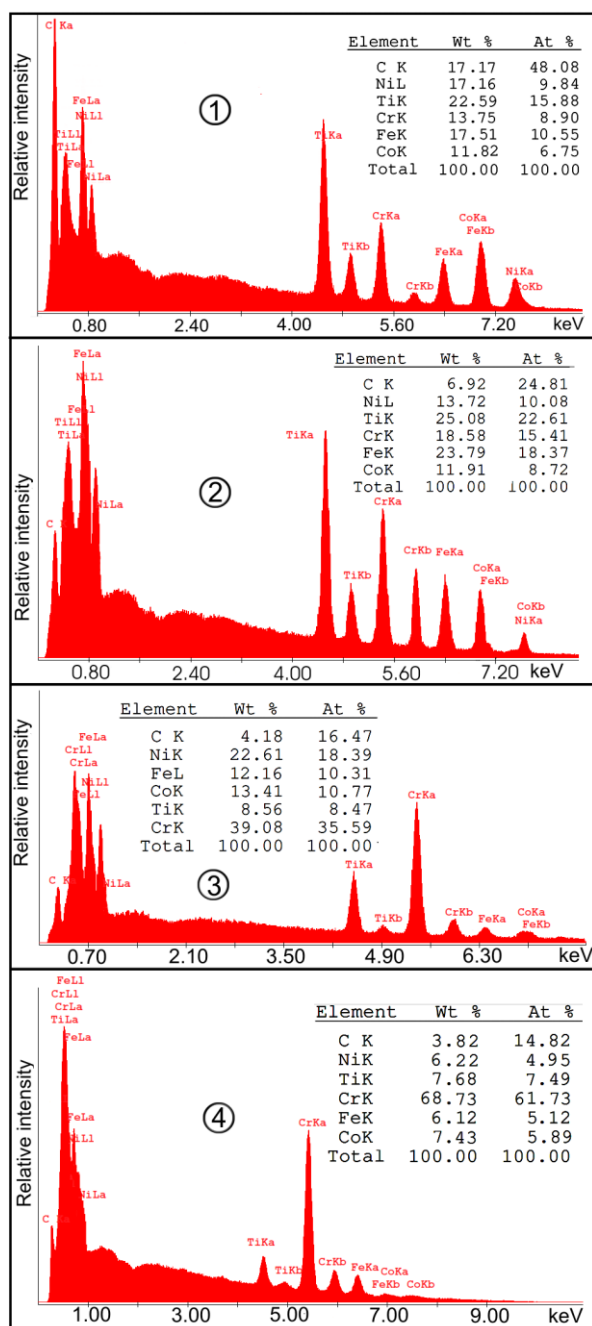 Relative intensity
C Ka
FeLa
NiLl
TiLl
TiLa
FeLl
NiLa
①
TiKa
TiKb
CrKa
CrKb
FeKa
CoKa
FeKb
NiKa
CoKb
Element Wt % At %
C K 17.17 48.08
NiL 17.16 9.84
TiK 22.59 15.88
CrK 13.75 8.90
FeK 17.51 10.55
CoK 11.82 6.75
Total 100.00 100.00
0.80 2.40 4.00 5.60 7.20 keV
Relative intensity
FeLa
NiLl
FeLl
TiLl
TiLa
C
NiLa
②
TiKa
TiKb
CrKa
CrKb
FeKa
CoKa
FeKb
CoKb
NiKa
Element Wt % At %
C K 6.92 24.81
NiL 13.72 10.08
TiK 25.08 22.61
CrK 18.58 15.41
FeK 23.79 18.37
CoK 11.91 8.72
Total 100.00 100.00
0.80 2.40 4.00 5.60 7.20 keV
Relative intensity
Element Wt % At %
C K 4.18 16.47
NiK 22.61 18.39
FeL 12.16 10.31
CoK 13.41 10.77
TiK 8.56 8.47
CrK 39.08 35.59
Total 100.00 100.00
FeLa
CrLl
CrLa
NiLl
FeLl
C Ka
NiLa
③
TiKa
TiKb
CrKa
CrKb
FeKa
CoKa
FeKb
0.70 2.10 3.50 4.90 6.30 keV
Relative intensity
FeLl
CrLl
CrLa
TiLa
FeLa
FeLa
NiLl
NiLa
C Ka
④
TiKa
TiKb
CrKa
CrKb
FeKa
CoKa
FeKb CoKb
Element Wt % At %
C K 3.82 14.82
NiK 6.22 4.95
TiK 7.68 7.49
CrK 68.73 61.73
FeK 6.12 5.12
CoK 7.43 5.89
Total 100.00 100.00
1.00 3.00 5.00 7.00 9.00 keV